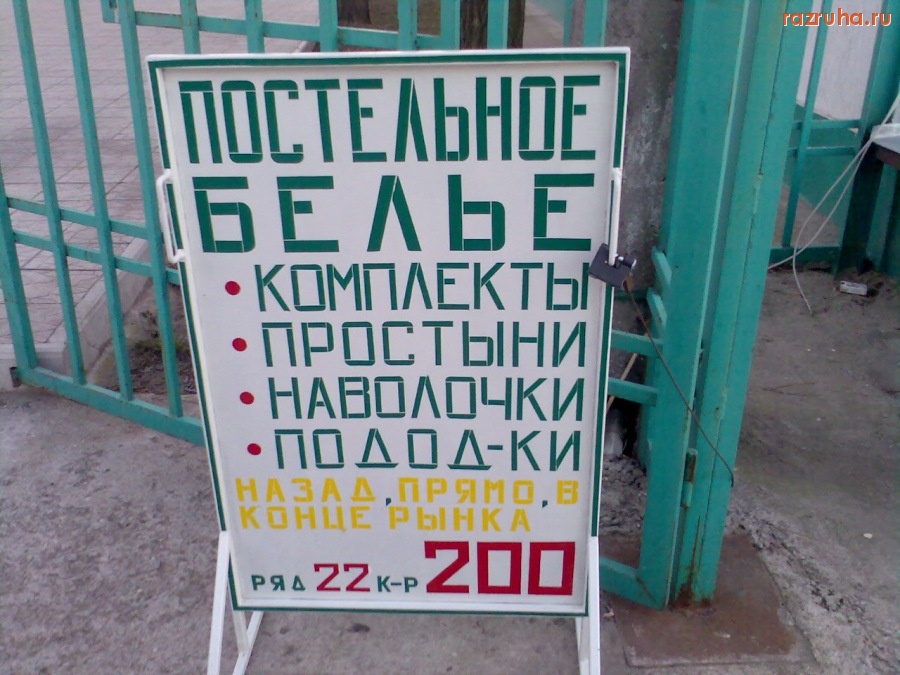 razruha.ru
ПОСТЕЛЬНОЕ
БЕЛЬЕ
• КОМПЛЕКТЫ
• ПРОСТЫНИ
• НАВОЛОЧКИ
• ПОДОД-КИ
НАЗАД, ПРЯМО, В
КОНЦЕ РЫНКА
РЯД 22 К-Р 200